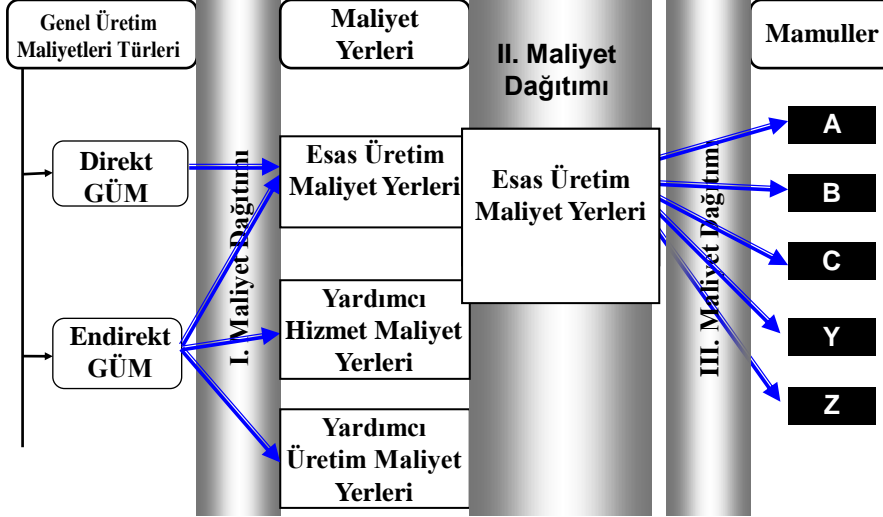 Genel Üretim
Maliyetleri Türleri
Maliyet
Yerleri
II. Maliyet
Dağıtımı
Mamuller
Direkt
GÜM
Endirekt
GÜM
I. Maliyet Dağıtımı
Esas Üretim
Maliyet Yerleri
Yardımcı
Hizmet Maliyet
Yerleri
Yardımcı
Üretim Maliyet
Yerleri
Esas Üretim
Maliyet Yerleri
III. Maliyet Dağıtımı
A
B
C
Y
Z